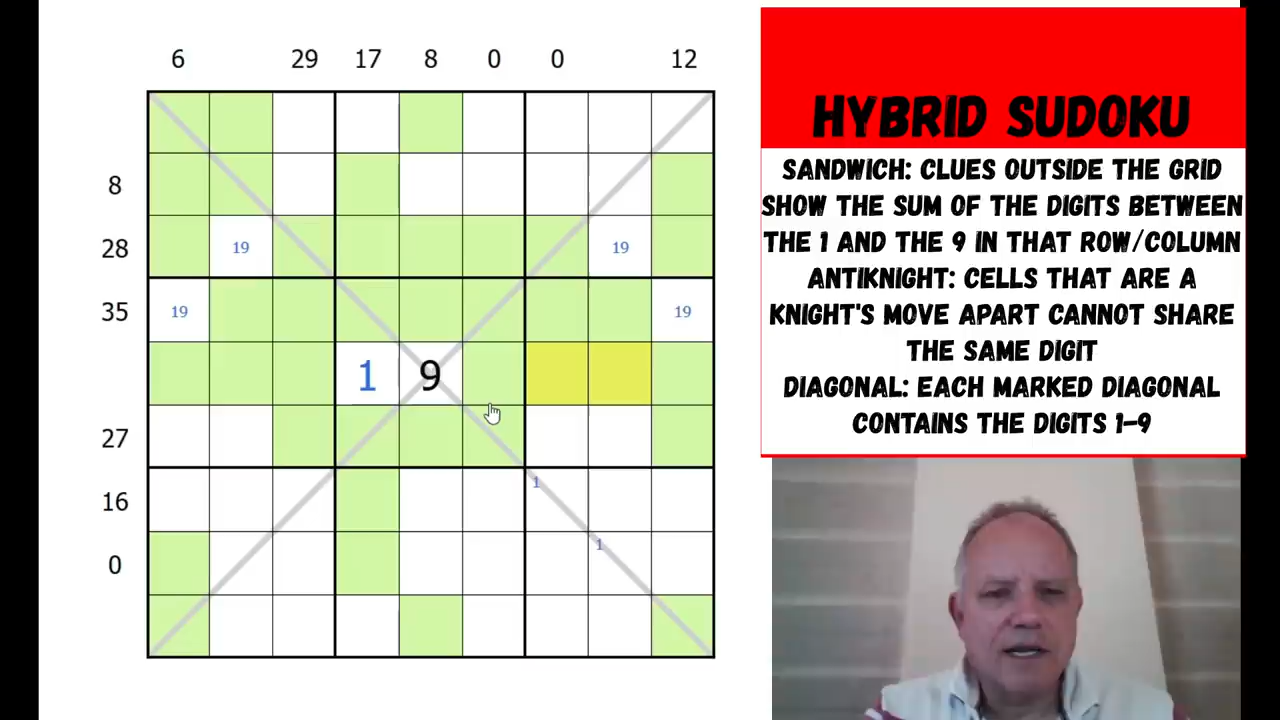 6 29 17 8 0 0 12
HYBRID SUDOKU
SANDWICH: CLUES OUTSIDE THE GRID
SHOW THE SUM OF THE DIGITS BETWEEN
THE 1 AND THE 9 IN THAT ROW/COLUMN
ANTIKNIGHT: CELLS THAT ARE A
KNIGHT'S MOVE APART CANNOT SHARE
THE SAME DIGIT
DIAGONAL: EACH MARKED DIAGONAL
CONTAINS THE DIGITS 1-9
8
28 19 19
35 19 19
1 9
27
16 1
0 1